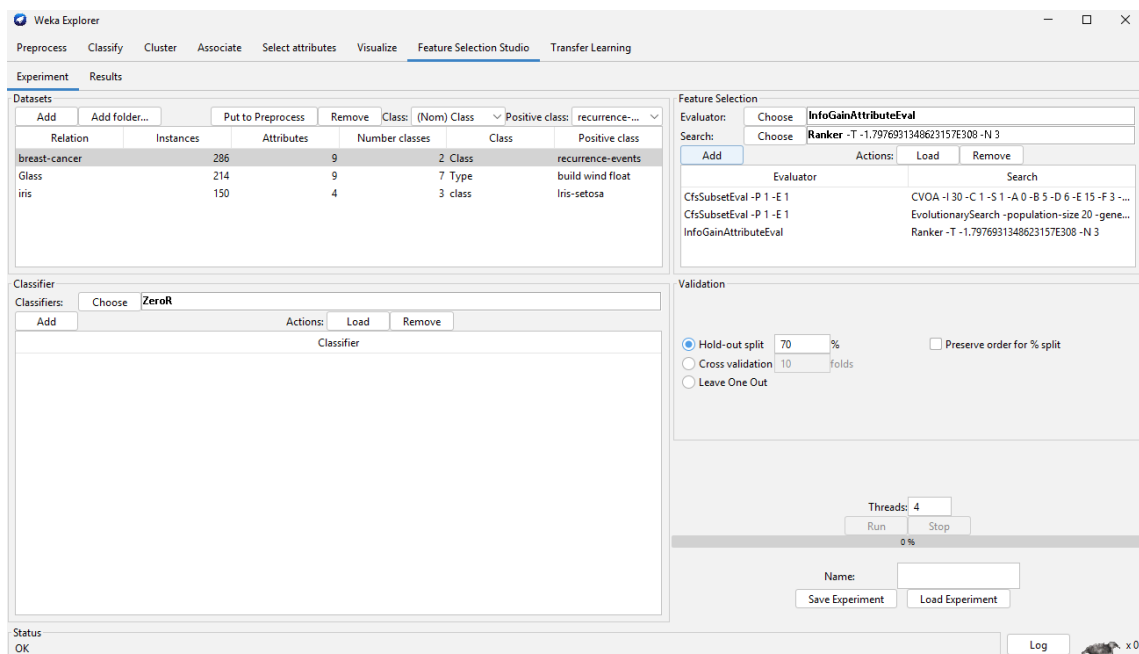 Weka Explorer
Preprocess Classify Cluster Associate Select attributes Visualize Feature Selection Studio Transfer Learning
Experiment Results
Datasets
Add Add folder... Put to Preprocess Remove Class: (Nom) Class Positive class: recurrence-...
Relation Instances Attributes Number classes Class Positive class
breast-cancer 286 9 2 Class recurrence-events
Glass 214 9 7 Type build wind float
iris 150 4 3 class Iris-setosa
Feature Selection
Evaluator: Choose InfoGainAttributeEval
Search: Choose Ranker -T -1.7976931348623157E308 -N 3
Add Actions: Load Remove
Evaluator Search
CfsSubsetEval -P 1 -E 1 CVOA -I 30 -C 1 -S 1 -A 0 -B 5 -D 6 -E 15 -F 3 -...
CfsSubsetEval -P 1 -E 1 EvolutionarySearch -population-size 20 -gene...
InfoGainAttributeEval Ranker -T -1.7976931348623157E308 -N 3
Classifier
Classifiers: Choose ZeroR
Add Actions: Load Remove
Classifier
Validation
Hold-out split 70 % Preserve order for % split
Cross validation 10 folds
Leave One Out
Threads: 4
Run Stop
0 %
Name:
Save Experiment Load Experiment
Status
OK
Log x 0